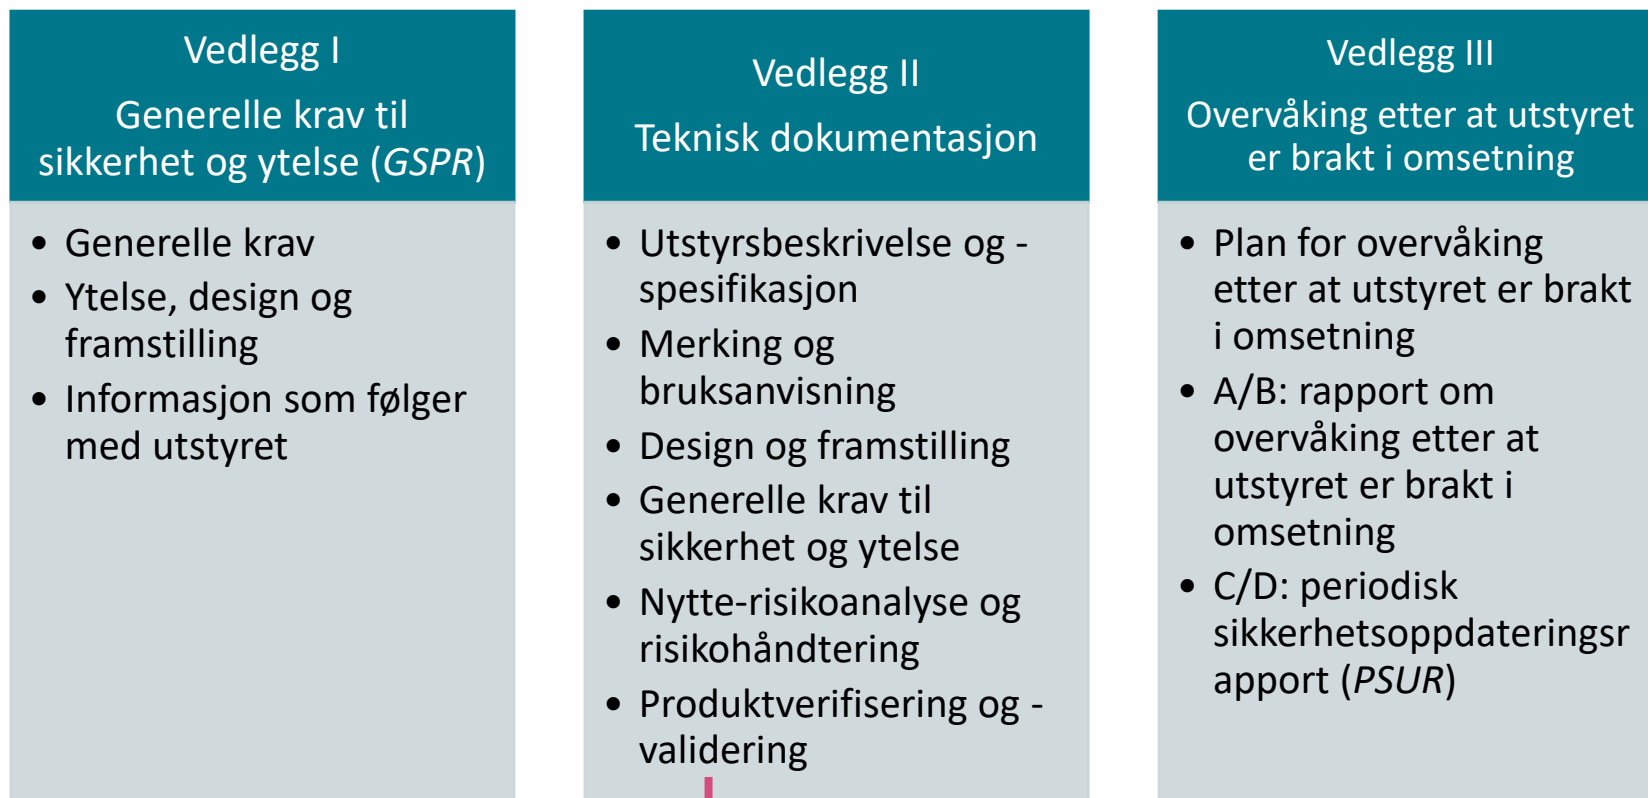 Vedlegg I
Generelle krav til
sikkerhet og ytelse (GSPR)
• Generelle krav
• Ytelse, design og
framstilling
• Informasjon som følger
med utstyret
Vedlegg II
Teknisk dokumentasjon
• Utstyrsbeskrivelse og -
spesifikasjon
• Merking og
bruksanvisning
• Design og framstilling
• Generelle krav til
sikkerhet og ytelse
• Nytte-risikoanalyse og
risikohåndtering
• Produktverifisering og -
validering
Vedlegg III
Overvåking etter at utstyret
er brakt i omsetning
• Plan for overvåking
etter at utstyret er brakt
i omsetning
• A/B: rapport om
overvåking etter at
utstyret er brakt i
omsetning
• C/D: periodisk
sikkerhetsoppdateringsr
apport (PSUR)